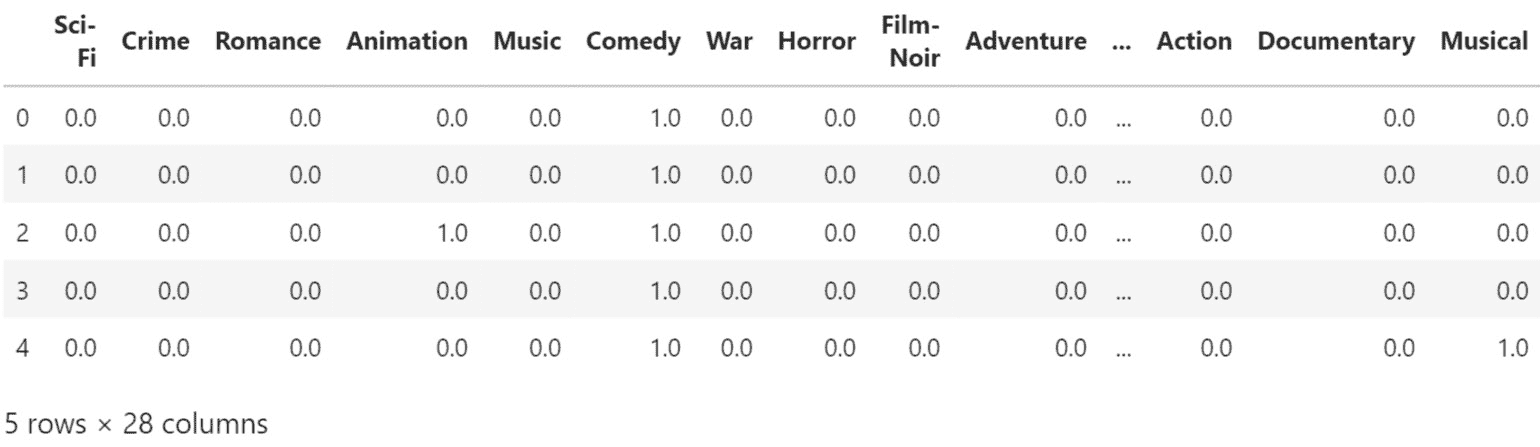 Sci-Fi Crime Romance Animation Music Comedy War Horror Film-Noir Adventure ... Action Documentary Musical
0 0.0 0.0 0.0 0.0 0.0 1.0 0.0 0.0 0.0 0.0 ... 0.0 0.0 0.0
1 0.0 0.0 0.0 0.0 0.0 1.0 0.0 0.0 0.0 0.0 ... 0.0 0.0 0.0
2 0.0 0.0 0.0 1.0 0.0 1.0 0.0 0.0 0.0 0.0 ... 0.0 0.0 0.0
3 0.0 0.0 0.0 0.0 0.0 1.0 0.0 0.0 0.0 0.0 ... 0.0 0.0 0.0
4 0.0 0.0 0.0 0.0 0.0 1.0 0.0 0.0 0.0 0.0 ... 0.0 0.0 1.0
5 rows × 28 columns